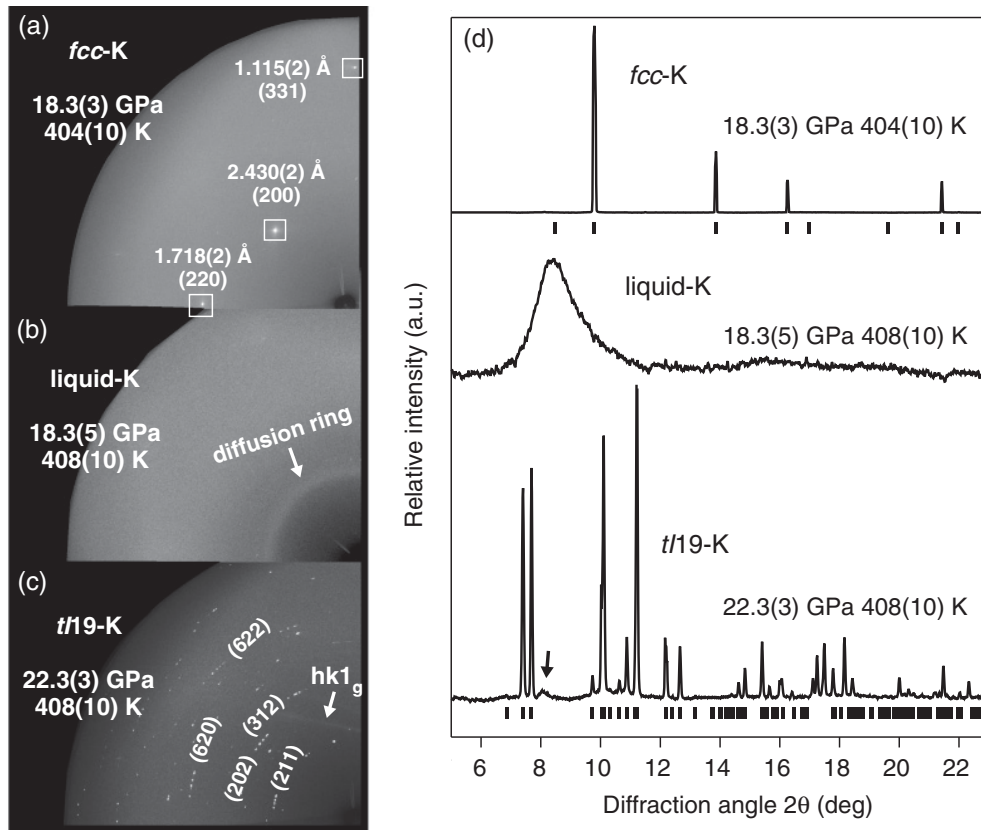 (a)
fcc-K
18.3(3) GPa
404(10) K
1.115(2) Å
(331)
2.430(2) Å
(200)
1.718(2) Å
(220)
(b)
liquid-K
18.3(5) GPa
408(10) K
diffusion ring
(c)
tI19-K
22.3(3) GPa
408(10) K
(622)
hk1g
(620)
(312)
(202)
(211)
(d)
fcc-K
18.3(3) GPa 404(10) K
liquid-K
18.3(5) GPa 408(10) K
tI19-K
22.3(3) GPa 408(10) K
Relative intensity (a.u.)
6 8 10 12 14 16 18 20 22
Diffraction angle 2θ (deg)